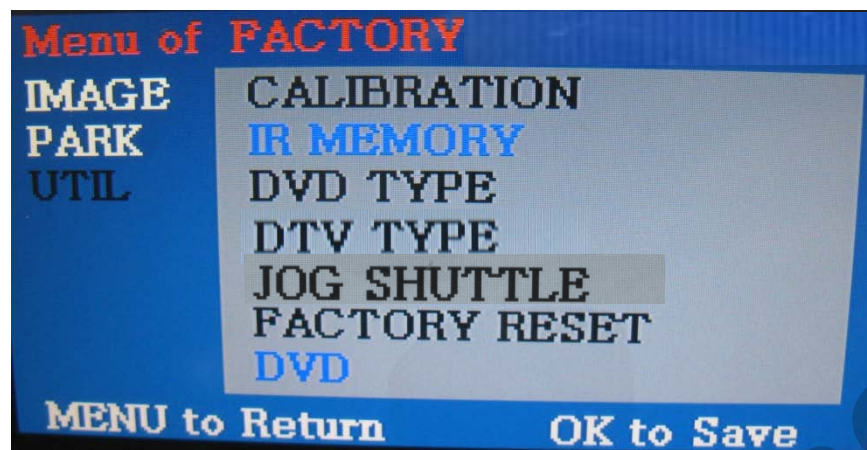 Menu of FACTORY
IMAGE CALIBRATION
PARK IR MEMORY
UTIL DVD TYPE
DTV TYPE
JOG SHUTTLE
FACTORY RESET
DVD
MENU to Return OK to Save